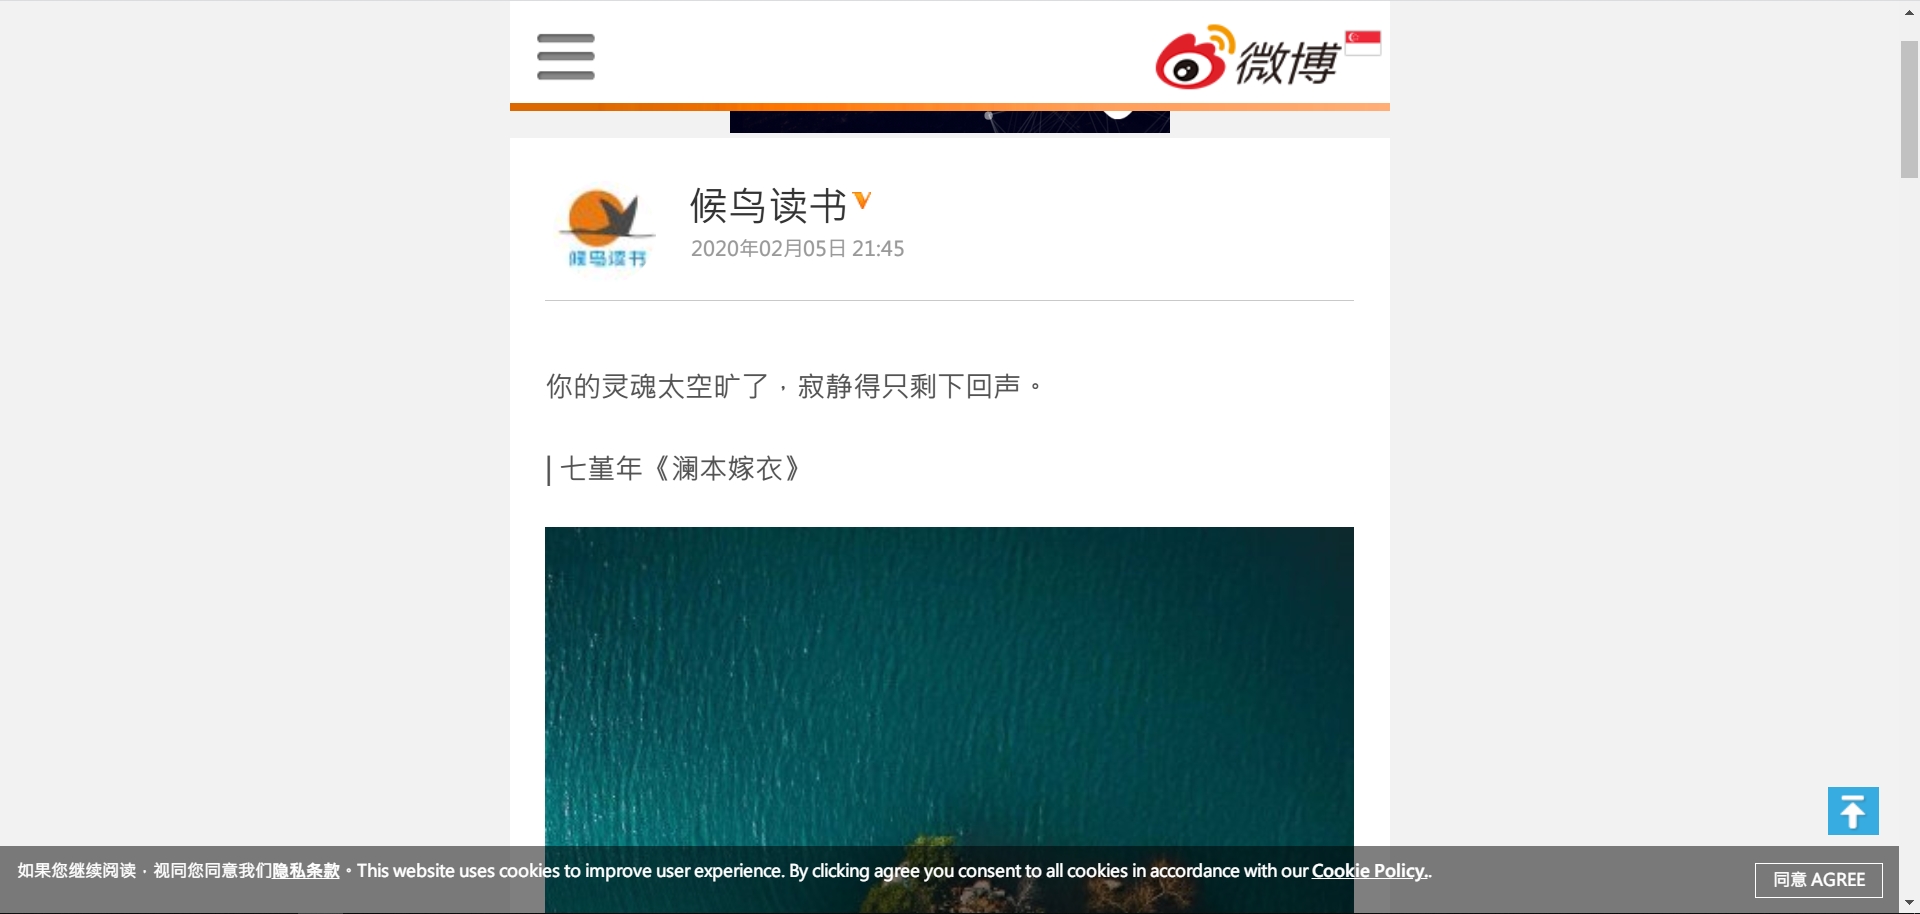 微博
候鸟读书
候鸟读书
2020年02月05日 21:45
你的灵魂太空旷了，寂静得只剩下回声。
| 七堇年《澜本嫁衣》
如果您继续阅读，视同您同意我们隐私条款。This website uses cookies to improve user experience. By clicking agree you consent to all cookies in accordance with our Cookie Policy..
同意 AGREE